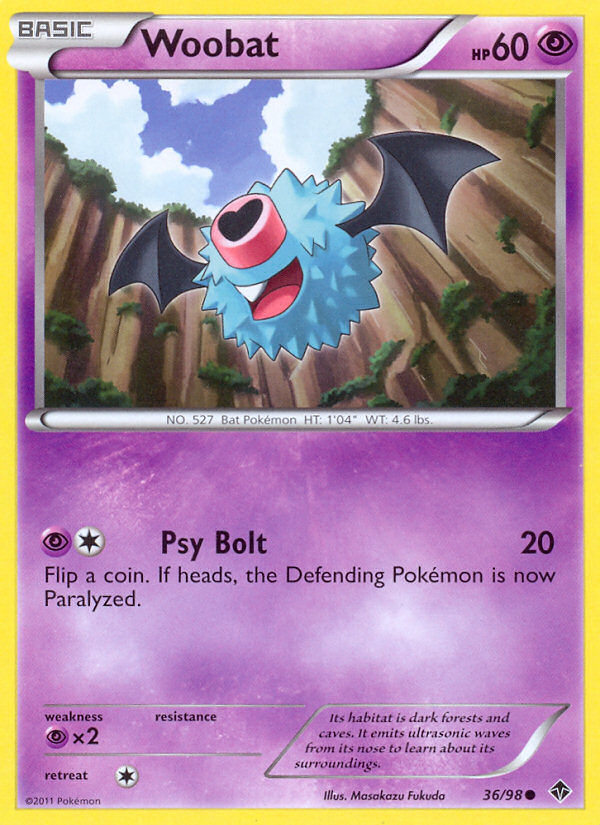 BASIC
Woobat
HP60
NO. 527 Bat Pokémon HT: 1'04" WT: 4.6 lbs.
Psy Bolt 20
Flip a coin. If heads, the Defending Pokémon is now
Paralyzed.
weakness resistance
×2
retreat
Its habitat is dark forests and
caves. It emits ultrasonic waves
from its nose to learn about its
surroundings.
©2011 Pokémon
Illus. Masakazu Fukuda
36/98